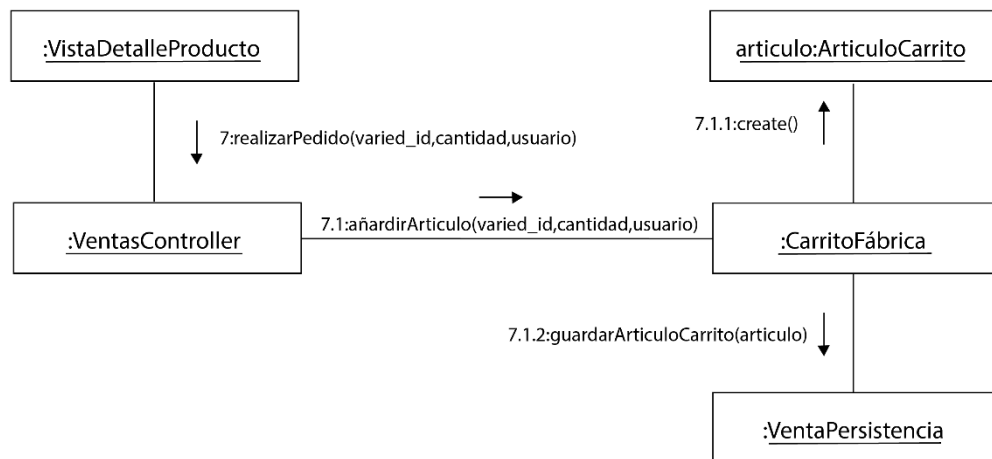 :VistaDetalleProducto
articulo:ArticuloCarrito
7.1.1:create()
7:realizarPedido(varied_id,cantidad,usuario)
:VentasController
7.1:añardirArticulo(varied_id,cantidad,usuario)
:CarritoFábrica
7.1.2:guardarArticuloCarrito(articulo)
:VentaPersistencia